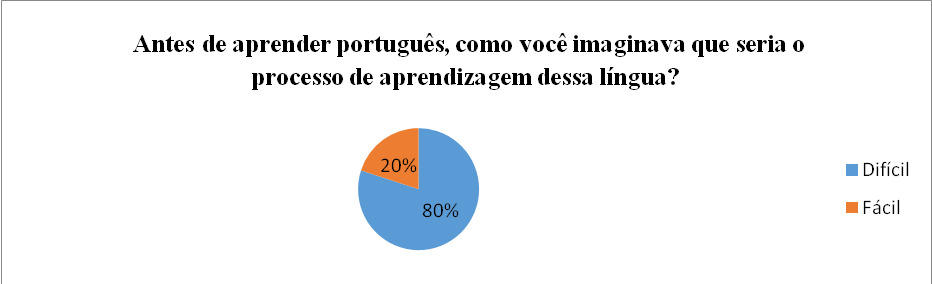 Antes de aprender português, como você imaginava que seria o
processo de aprendizagem dessa língua?
20%
80%
Difícil
Fácil